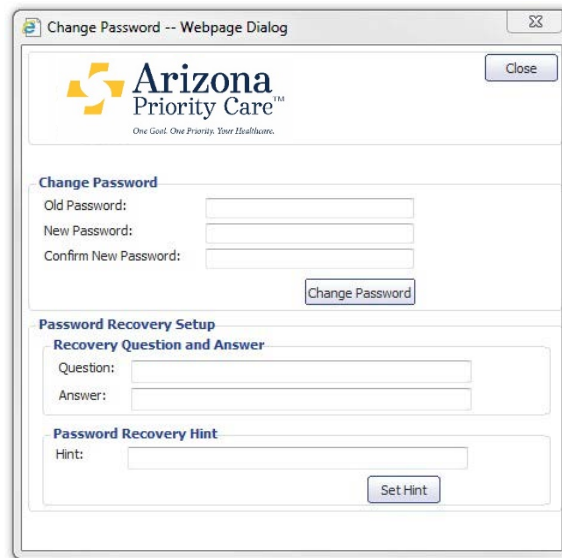 Change Password -- Webpage Dialog
Close
Arizona
Priority Care™
One Goal. One Priority. Your Healthcare.
Change Password
Old Password:
New Password:
Confirm New Password:
Change Password
Password Recovery Setup
Recovery Question and Answer
Question:
Answer:
Password Recovery Hint
Hint:
Set Hint